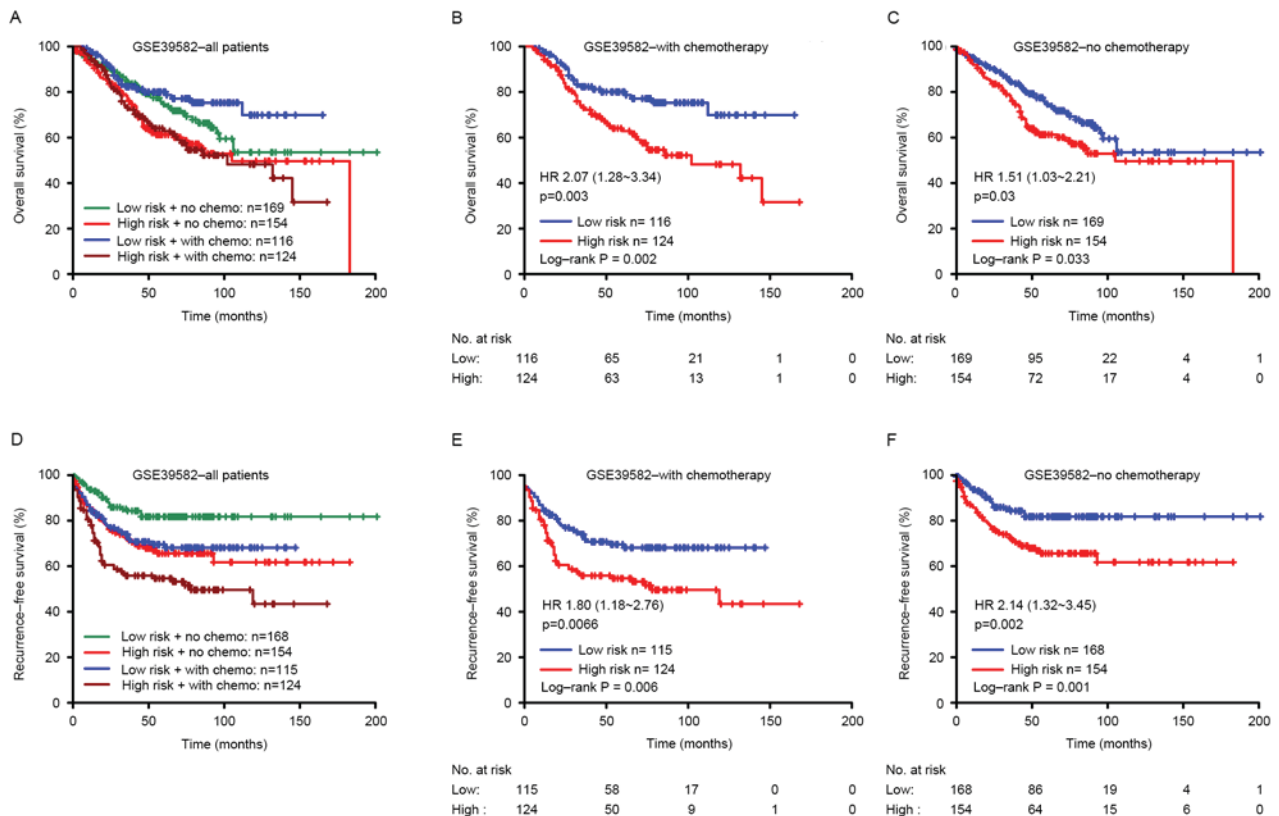 A
GSE39582–all patients
Overall survival (%)
100
80
60
40
20
0
Low risk + no chemo: n=169
High risk + no chemo: n=154
Low risk + with chemo: n=116
High risk + with chemo: n=124
0 50 100 150 200
Time (months)
B
GSE39582–with chemotherapy
Overall survival (%)
100
80
60
40
20
0
HR 2.07 (1.28~3.34)
p=0.003
Low risk n= 116
High risk n= 124
Log–rank P = 0.002
0 50 100 150 200
Time (months)
No. at risk
Low: 116 65 21 1 0
High: 124 63 13 1 0
C
GSE39582–no chemotherapy
Overall survival (%)
100
80
60
40
20
0
HR 1.51 (1.03~2.21)
p=0.03
Low risk n= 169
High risk n= 154
Log–rank P = 0.033
0 50 100 150 200
Time (months)
No. at risk
Low: 169 95 22 4 1
High: 154 72 17 4 0
D
GSE39582–all patients
Recurrence–free survival (%)
100
80
60
40
20
0
Low risk + no chemo: n=168
High risk + no chemo: n=154
Low risk + with chemo: n=115
High risk + with chemo: n=124
0 50 100 150 200
Time (months)
E
GSE39582–with chemotherapy
Recurrence–free survival (%)
100
80
60
40
20
0
HR 1.80 (1.18~2.76)
p=0.0066
Low risk n= 115
High risk n= 124
Log–rank P = 0.006
0 50 100 150 200
Time (months)
No. at risk
Low: 115 58 17 0 0
High : 124 50 9 1 0
F
GSE39582–no chemotherapy
Recurrence–free survival (%)
100
80
60
40
20
0
HR 2.14 (1.32~3.45)
p=0.002
Low risk n= 168
High risk n= 154
Log–rank P = 0.001
0 50 100 150 200
Time (months)
No. at risk
Low: 168 86 19 4 1
High : 154 64 15 6 0